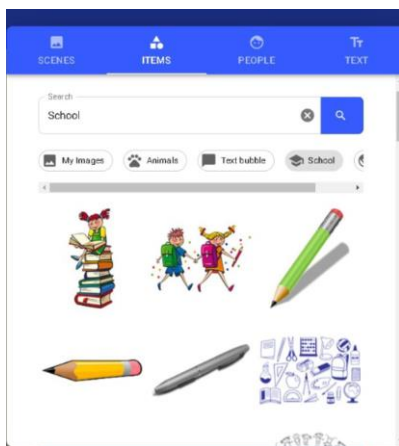 SCENES ITEMS PEOPLE TEXT
Search
School
My Images Animals Text bubble School